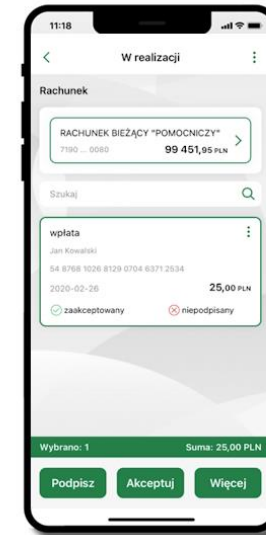 11:18
W realizacji
Rachunek
RACHUNEK BIEŻĄCY "POMOCNICZY"
7190 ... 0080 99 451,95 PLN
Szukaj
wpłata
Jan Kowalski
54 8768 1026 8129 0704 6371 2534
2020-02-26 25,00 PLN
zaakceptowany niepodpisany
Wybrano: 1 Suma: 25,00 PLN
Podpisz Akceptuj Więcej